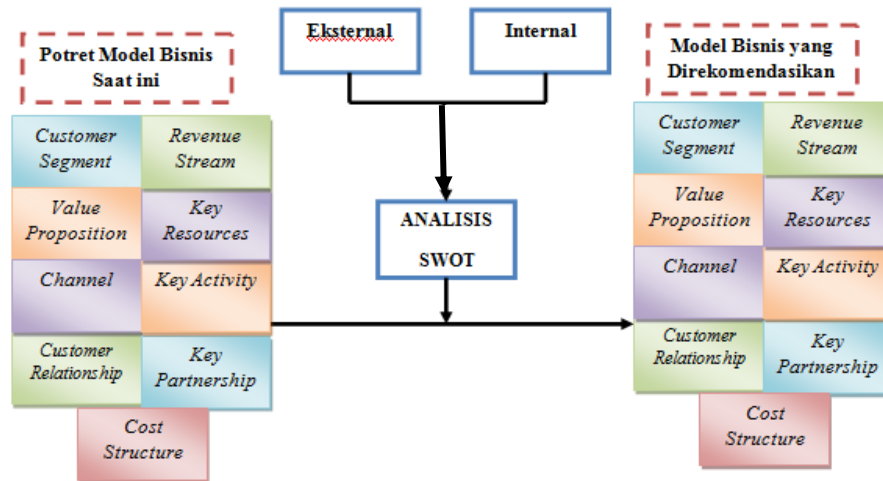 Potret Model Bisnis
Saat ini
Customer
Segment
Revenue
Stream
Value
Proposition
Key
Resources
Channel
Key Activity
Customer
Relationship
Key
Partnership
Cost
Structure
Eksternal
Internal
ANALISIS
SWOT
Model Bisnis yang
Direkomendasikan
Customer
Segment
Revenue
Stream
Value
Proposition
Key
Resources
Channel
Key Activity
Customer
Relationship
Key
Partnership
Cost
Structure